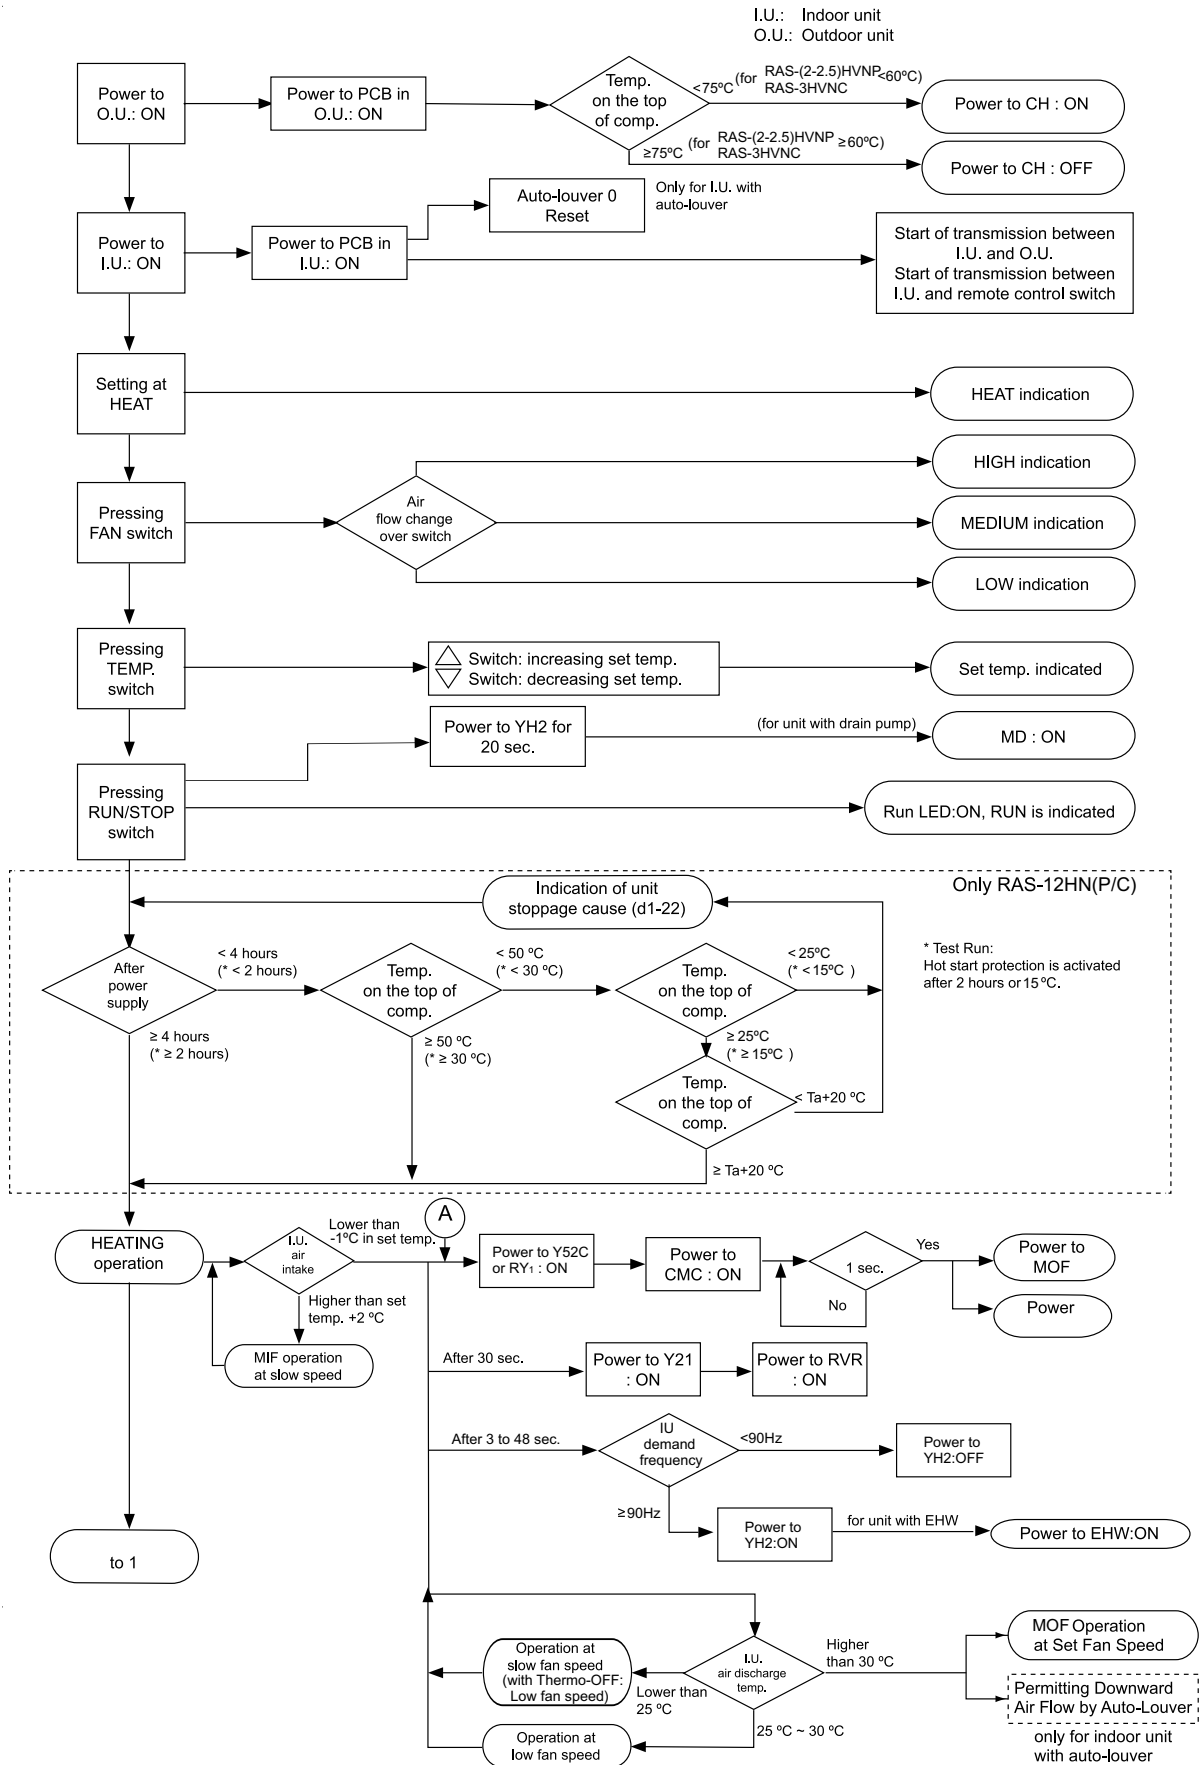 I.U.: Indoor unit
O.U.: Outdoor unit
Power to
O.U.: ON
Power to PCB in
O.U.: ON
Temp.
on the top
of comp.
<75ºC (for RAS-(2-2.5)HVNP <60ºC)
RAS-3HVNC
Power to CH : ON
≥75ºC (for RAS-(2-2.5)HVNP ≥60ºC)
RAS-3HVNC
Power to CH : OFF
Auto-louver 0
Reset
Only for I.U. with
auto-louver
Power to
I.U.: ON
Power to PCB in
I.U.: ON
Start of transmission between
I.U. and O.U.
Start of transmission between
I.U. and remote control switch
Setting at
HEAT
HEAT indication
Pressing
FAN switch
Air
flow change
over switch
HIGH indication
MEDIUM indication
LOW indication
Pressing
TEMP.
switch
△ Switch: increasing set temp.
▽ Switch: decreasing set temp.
Set temp. indicated
Power to YH2 for
20 sec.
(for unit with drain pump)
MD : ON
Pressing
RUN/STOP
switch
Run LED:ON, RUN is indicated
Only RAS-12HN(P/C)
Indication of unit
stoppage cause (d1-22)
After
power
supply
< 4 hours
(* < 2 hours)
≥ 4 hours
(* ≥ 2 hours)
Temp.
on the top of
comp.
< 50 ºC
(* < 30 ºC)
≥ 50 ºC
(* ≥ 30 ºC)
Temp.
on the top of
comp.
< 25ºC
(* < 15ºC )
≥ 25ºC
(* ≥ 15ºC )
* Test Run:
Hot start protection is activated
after 2 hours or 15 ºC.
Temp.
on the top of
comp.
< Ta+20 ºC
≥ Ta+20 ºC
HEATING
operation
I.U.
air
intake
Lower than
-1ºC in set temp.
A
Higher than set
temp. +2 ºC
MIF operation
at slow speed
Power to Y52C
or RY1 : ON
Power to
CMC : ON
1 sec.
Yes
No
Power to
MOF
Power
After 30 sec.
Power to Y21
: ON
Power to RVR
: ON
After 3 to 48 sec.
IU
demand
frequency
<90Hz
Power to
YH2:OFF
≥90Hz
Power to
YH2:ON
for unit with EHW
Power to EHW:ON
to 1
Operation at
slow fan speed
(with Thermo-OFF:
Low fan speed)
Lower than
25 ºC
I.U.
air discharge
temp.
Higher
than 30 ºC
MOF Operation
at Set Fan Speed
Permitting Downward
Air Flow by Auto-Louver
only for indoor unit
with auto-louver
25 ºC ~ 30 ºC
Operation at
low fan speed